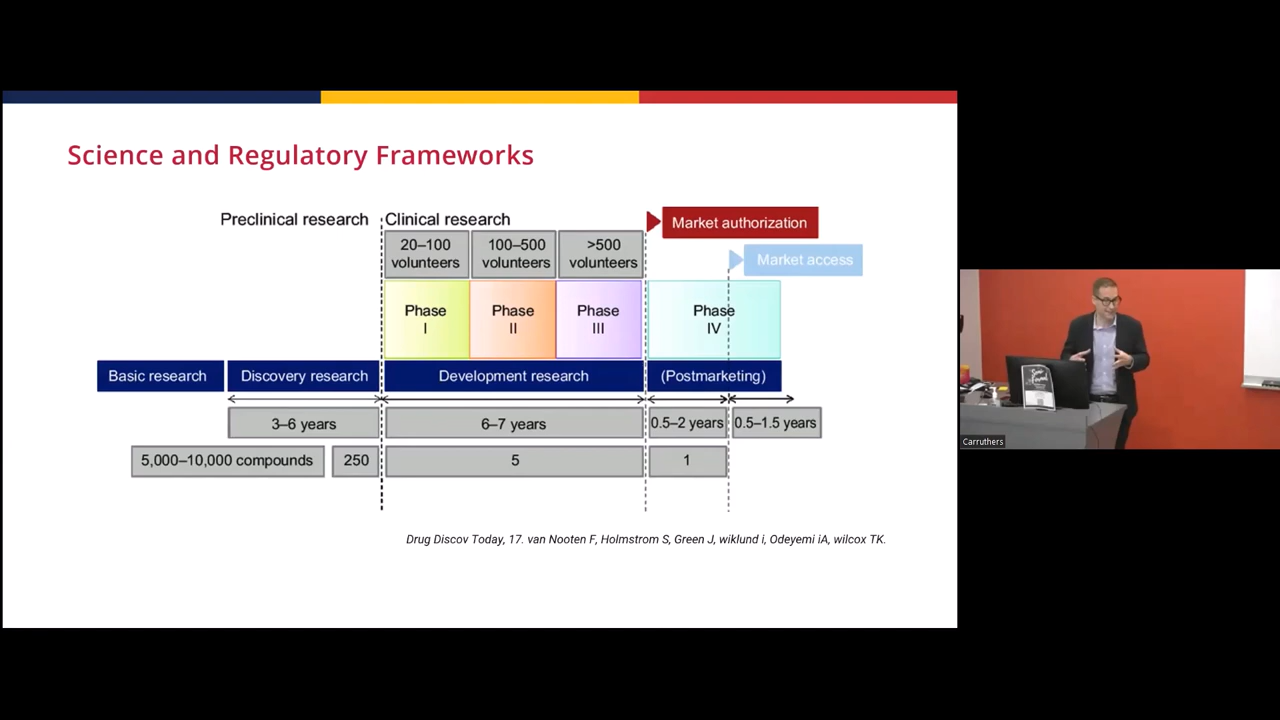 Science and Regulatory Frameworks
Preclinical research
Clinical research
Market authorization
Market access
20–100
volunteers
100–500
volunteers
>500
volunteers
Phase
I
Phase
II
Phase
III
Phase
IV
Basic research
Discovery research
Development research
(Postmarketing)
3–6 years
6–7 years
0.5–2 years
0.5–1.5 years
5,000–10,000 compounds
250
5
1
Drug Discov Today, 17. van Nooten F, Holmstrom S, Green J, wiklund i, Odeyemi iA, wilcox TK.
Carruthers